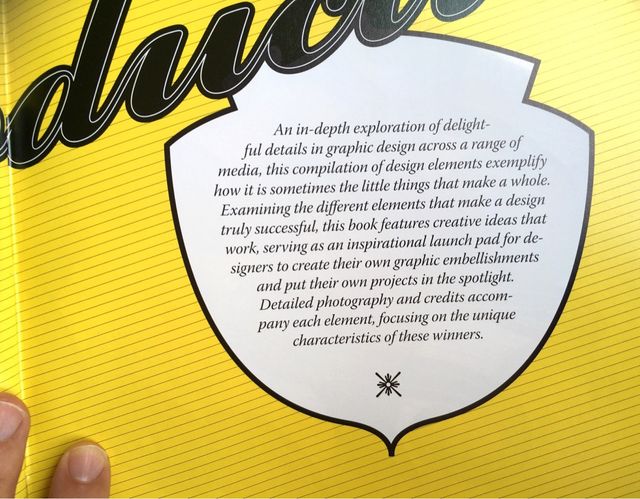 An in-depth exploration of delight-
ful details in graphic design across a range of
media, this compilation of design elements exemplify
how it is sometimes the little things that make a whole.
Examining the different elements that make a design
truly successful, this book features creative ideas that
work, serving as an inspirational launch pad for de-
signers to create their own graphic embellishments
and put their own projects in the spotlight.
Detailed photography and credits accom-
pany each element, focusing on the unique
characteristics of these winners.